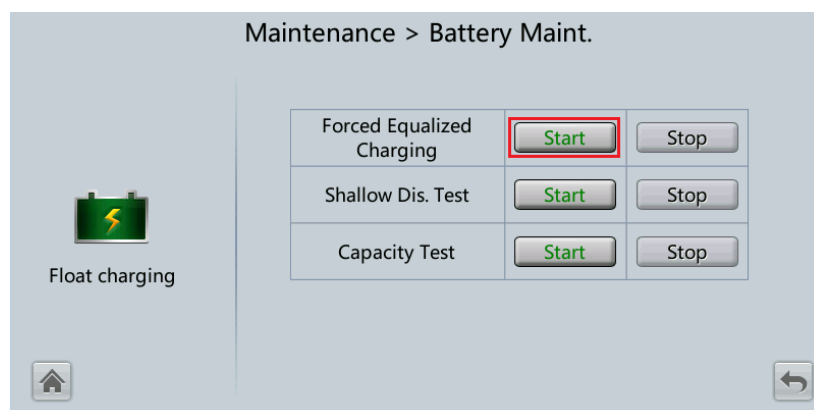 Maintenance > Battery Maint.
Forced Equalized
Charging
Start
Stop
Shallow Dis. Test
Start
Stop
Capacity Test
Start
Stop
Float charging